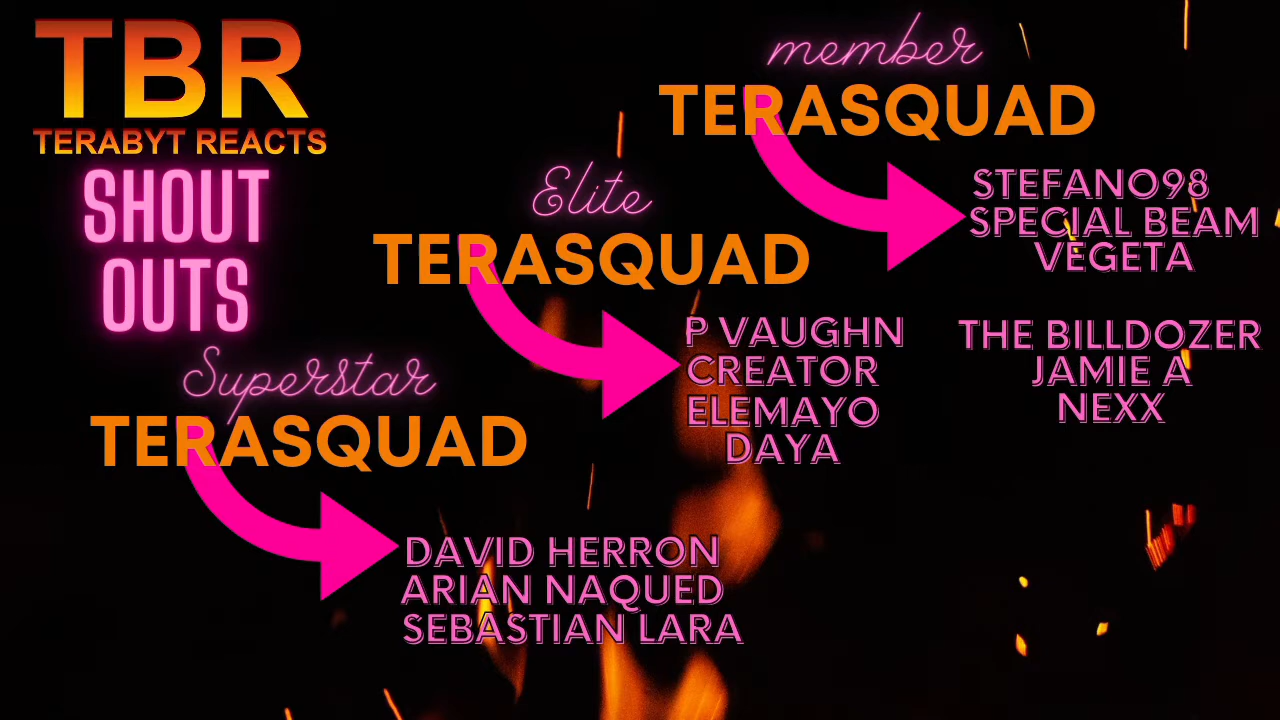 TBR
TERABYT REACTS
SHOUT
OUTS
member
TERASQUAD
STEFANO98
SPECIAL BEAM
VEGETA
THE BILLDOZER
JAMIE A
NEXX
Elite
TERASQUAD
P VAUGHN
CREATOR
ELEMAYO
DAYA
Superstar
TERASQUAD
DAVID HERRON
ARIAN NAQUED
SEBASTIAN LARA